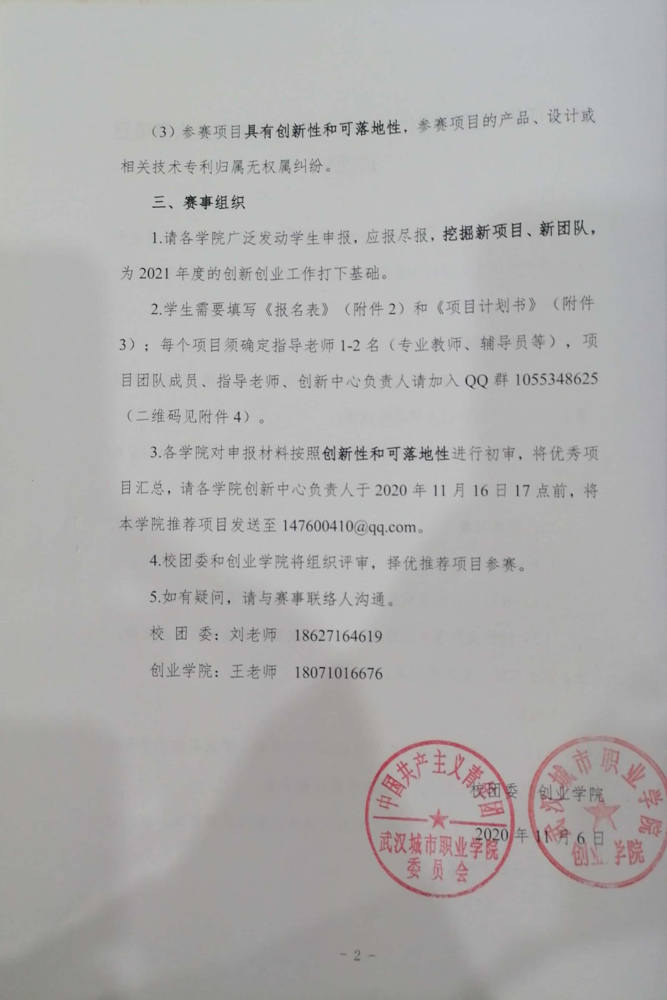 （3）参赛项目具有创新性和可落地性，参赛项目的产品、设计或
相关技术专利归属无权属纠纷。
三、赛事组织
1.请各学院广泛发动学生申报，应报尽报，挖掘新项目、新团队，
为 2021 年度的创新创业工作打下基础。
2.学生需要填写《报名表》（附件 2）和《项目计划书》（附件
3）；每个项目须确定指导老师 1-2 名（专业教师、辅导员等），项
目团队成员、指导老师、创新中心负责人请加入 QQ 群 1055348625
（二维码见附件 4）。
3.各学院对申报材料按照创新性和可落地性进行初审，将优秀项
目汇总，请各学院创新中心负责人于 2020 年 11 月 16 日 17 点前，将
本学院推荐项目发送至 147600410@qq.com。
4.校团委和创业学院将组织评审，择优推荐项目参赛。
5.如有疑问，请与赛事联络人沟通。
校 团 委：刘老师 18627164619
创业学院：王老师 18071016676
校团委 创业学院
2020 年 11 月 6 日
中国共产主义青年团
武汉城市职业学院
委员会
武汉城市职业学院
创业学院
- 2 -